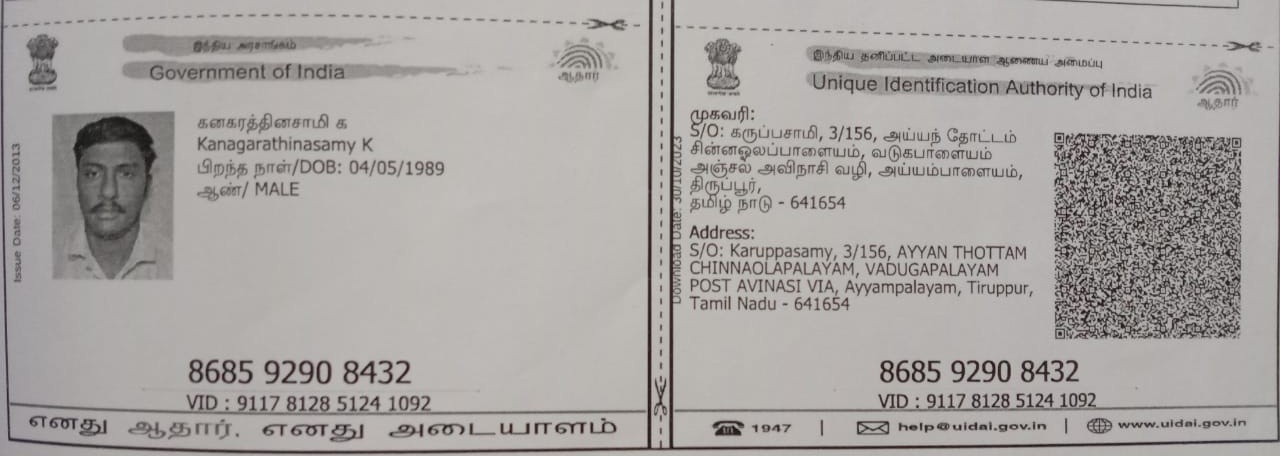 இந்திய அரசாங்கம்
Government of India
ஆதார்
Issue Date: 06/12/2013
கனகரத்தினசாமி க
Kanagarathinasamy K
பிறந்த நாள்/DOB: 04/05/1989
ஆண்/ MALE
8685 9290 8432
VID : 9117 8128 5124 1092
எனது ஆதார், எனது அடையாளம்
இந்திய தனிப்பட்ட அடையாள ஆணைய அமைப்பு
Unique Identification Authority of India
ஆதார்
Download Date: 30/10/2023
முகவரி:
S/O: கருப்பசாமி, 3/156, அய்யந் தோட்டம்
சின்னஓலப்பாளையம், வடுகபாளையம்
அஞ்சல் அவிநாசி வழி, அய்யம்பாளையம்,
திருப்பூர்,
தமிழ் நாடு - 641654
Address:
S/O: Karuppasamy, 3/156, AYYAN THOTTAM
CHINNAOLAPALAYAM, VADUGAPALAYAM
POST AVINASI VIA, Ayyampalayam, Tiruppur,
Tamil Nadu - 641654
8685 9290 8432
VID : 9117 8128 5124 1092
1947 | help@uidai.gov.in | www.uidai.gov.in